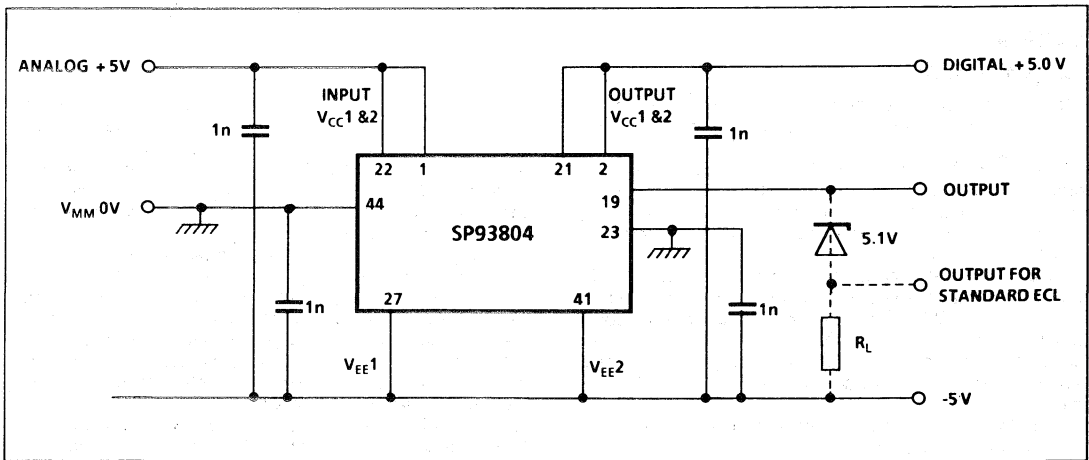 ANALOG +5V
DIGITAL +5.0 V
INPUT
VCC1 &2
OUTPUT
VCC1 &2
1n
1n
22
1
21
2
VMM 0V
44
19
OUTPUT
SP93804
23
5.1V
OUTPUT FOR
STANDARD ECL
27
41
1n
1n
RL
VEE1
VEE2
-5V